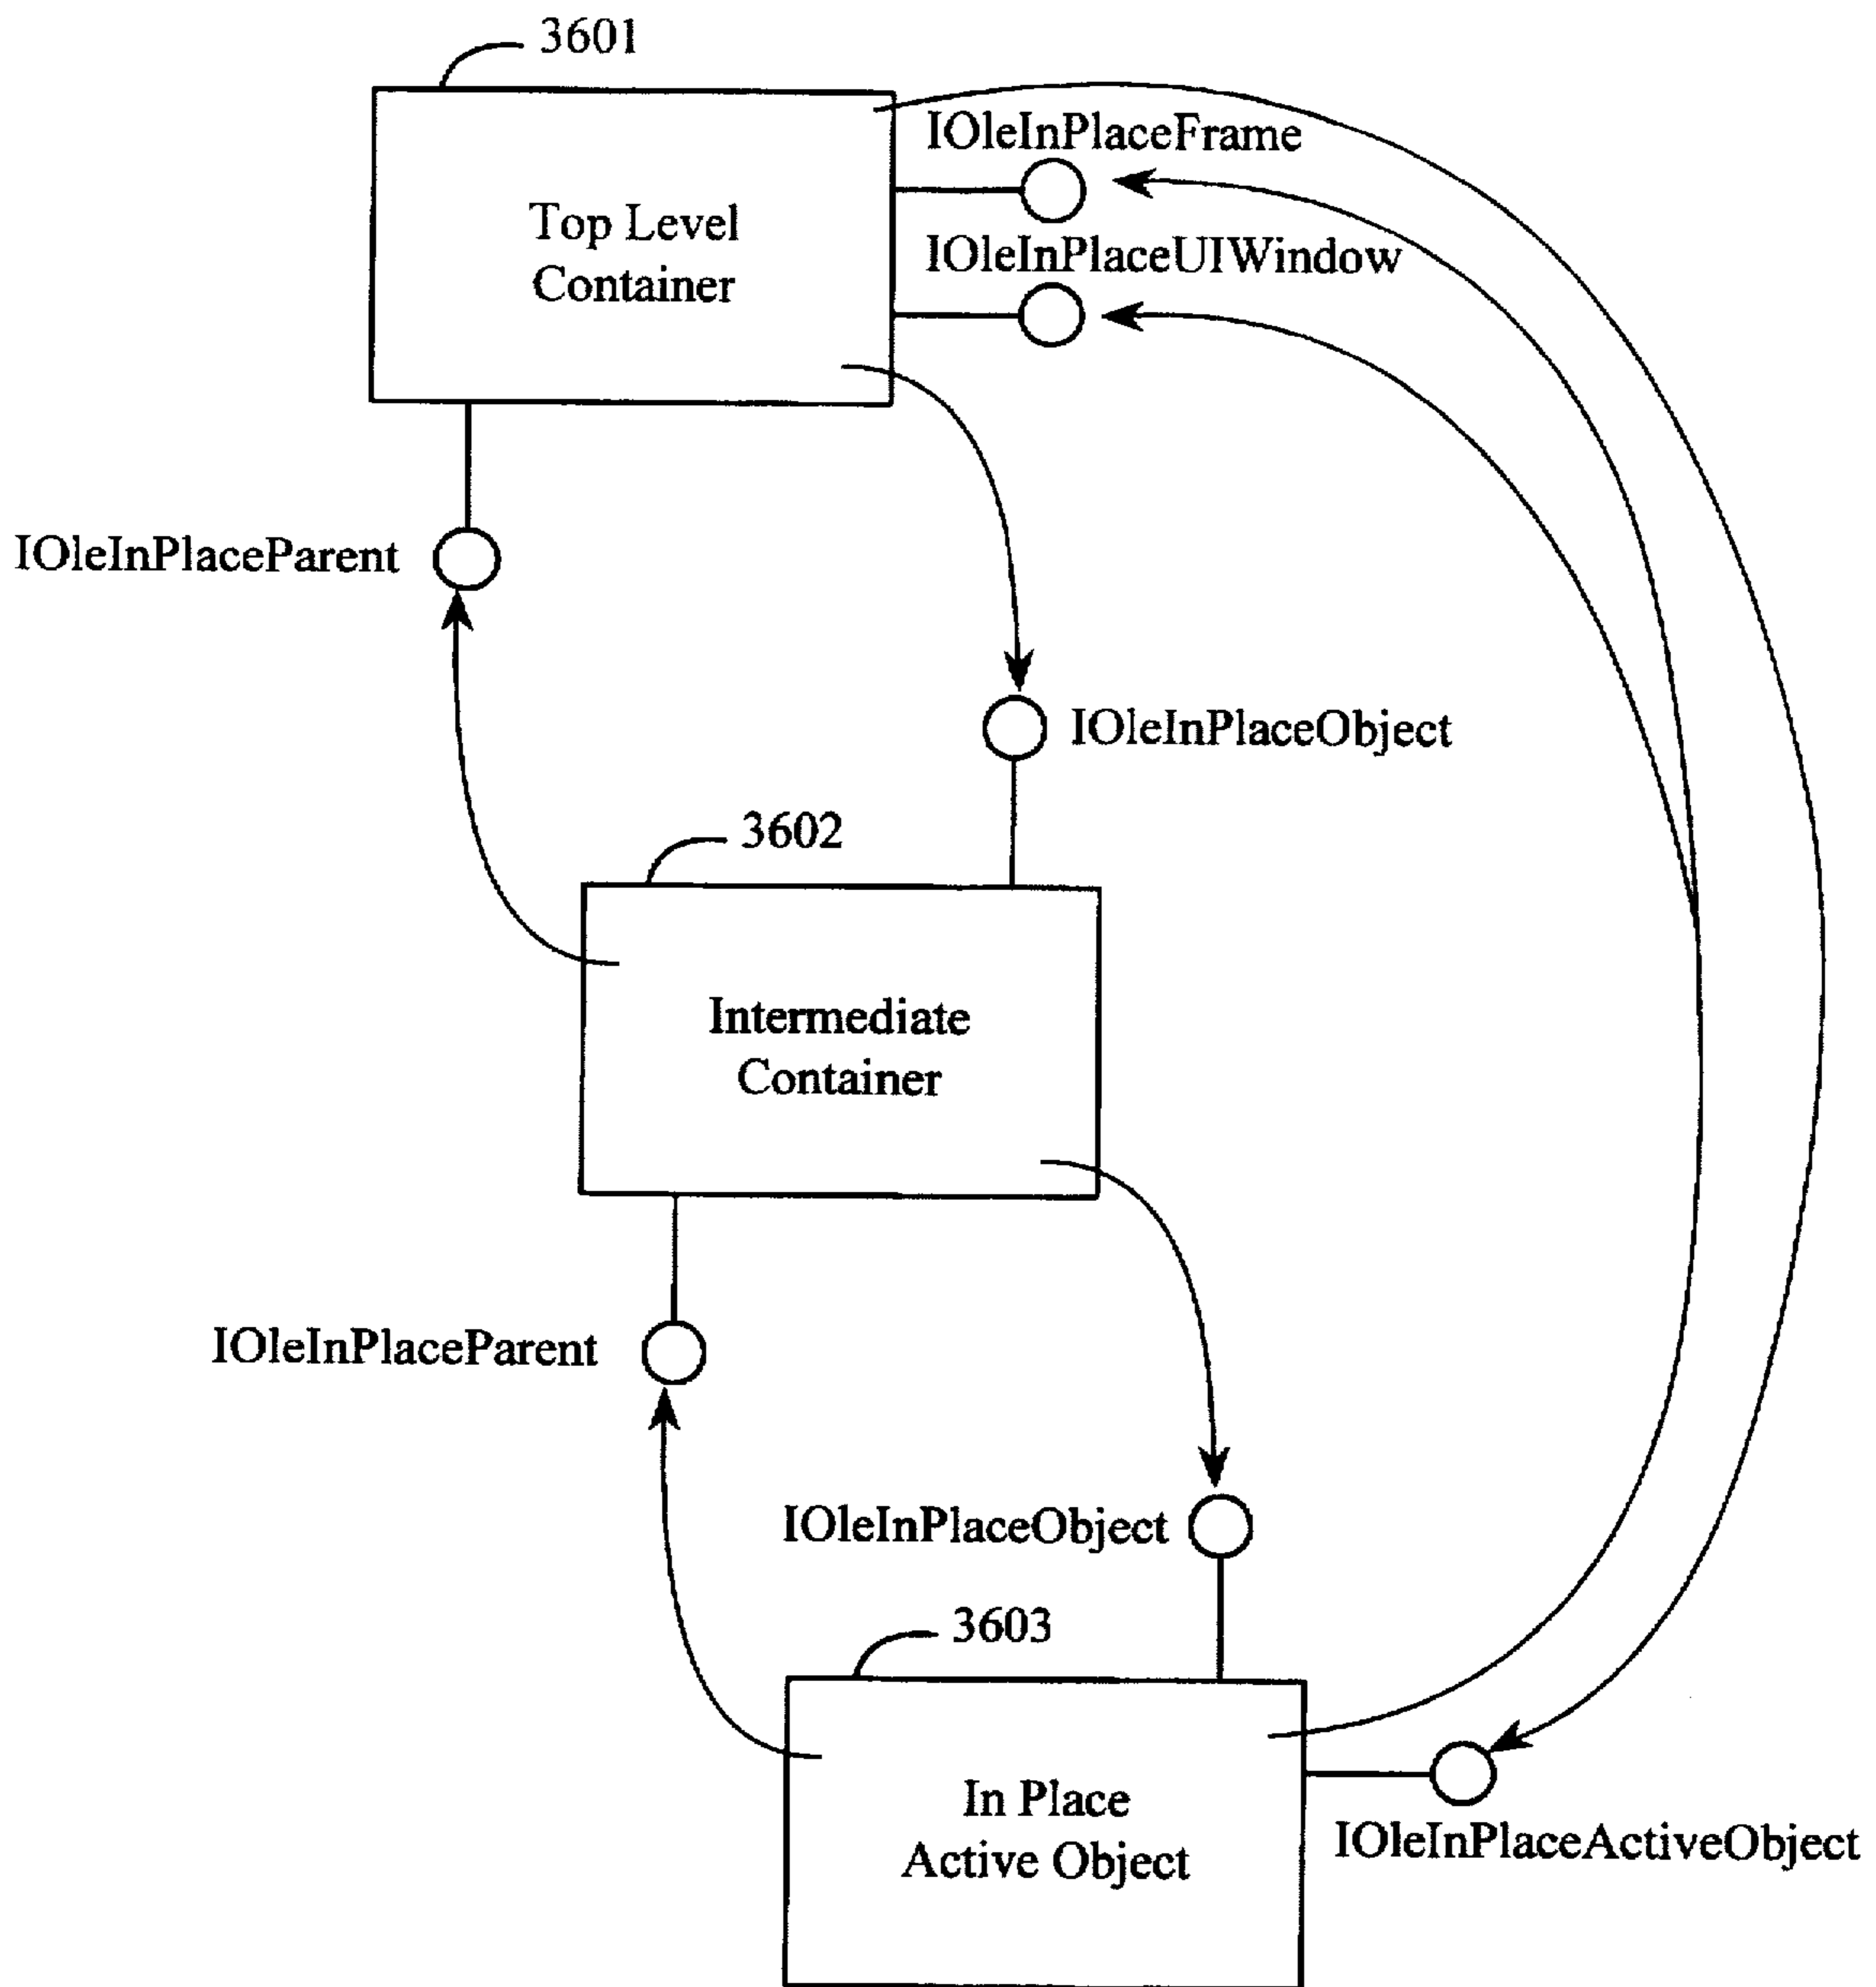 3601
IOleInPlaceFrame
Top Level
Container
IOleInPlaceUIWindow
IOleInPlaceParent
IOleInPlaceObject
3602
Intermediate
Container
IOleInPlaceParent
IOleInPlaceObject
3603
In Place
Active Object
IOleInPlaceActiveObject